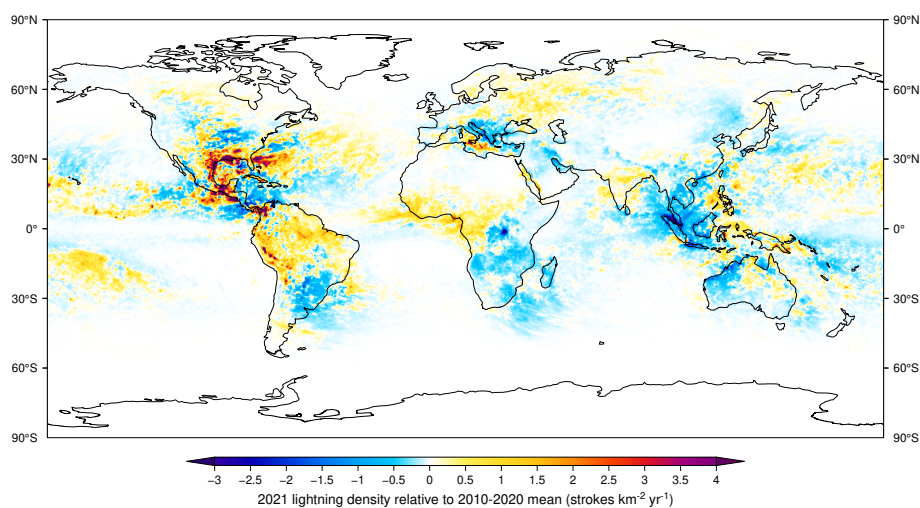 90°N 90°N
60°N 60°N
30°N 30°N
0° 0°
30°S 30°S
60°S 60°S
90°S 90°S
−3 −2.5 −2 −1.5 −1 −0.5 0 0.5 1 1.5 2 2.5 3 3.5 4
2021 lightning density relative to 2010-2020 mean (strokes km⁻² yr⁻¹)